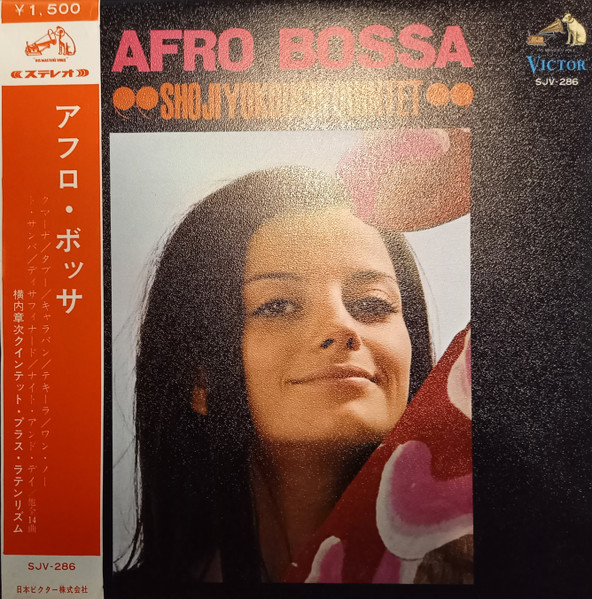 ¥1,500
"HIS MASTER'S VOICE"
ステレオ
アフロ・ボッサ
クマーナ/タブー/キャラバン/テキーラ/ワン・ノー
ト・サンバ/ディサフィナード/ナイト・アンド・デイ 他全14曲
横内章次クインテット・プラス・ラテンリズム
SJV-286
日本ビクター株式会社
AFRO BOSSA
SHOJI
"HIS MASTER'S VOICE"
VICTOR
SJV-286